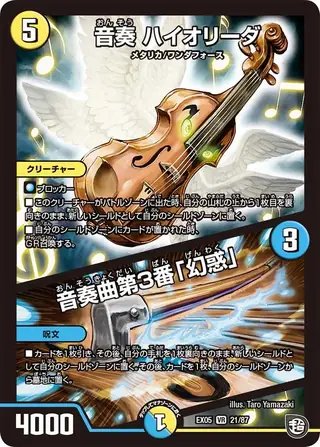 5
おん そう
音奏 ハイオリーダ
メタリカ/ワンダフォース
クリーチャー
ブロッカー
■このクリーチャーがバトルゾーンに出た時、自分の山札の上から1枚目を裏
向きのまま、新しいシールドとして自分のシールドゾーンに置く。
■自分のシールドゾーンにカードが置かれた時、
GR召喚する。
3
おんそうきょくだい ばん げんわく
音奏曲第3番「幻惑」
呪文
■カードを1枚引き、その後、自分の手札を1枚裏向きのまま、新しいシールド
として自分のシールドゾーンに置く。その後、カードを1枚、自分のシールドゾーンか
ら墓地に置く。
illus. Taro Yamazaki
4000
1
EX05 VR 21/87
超